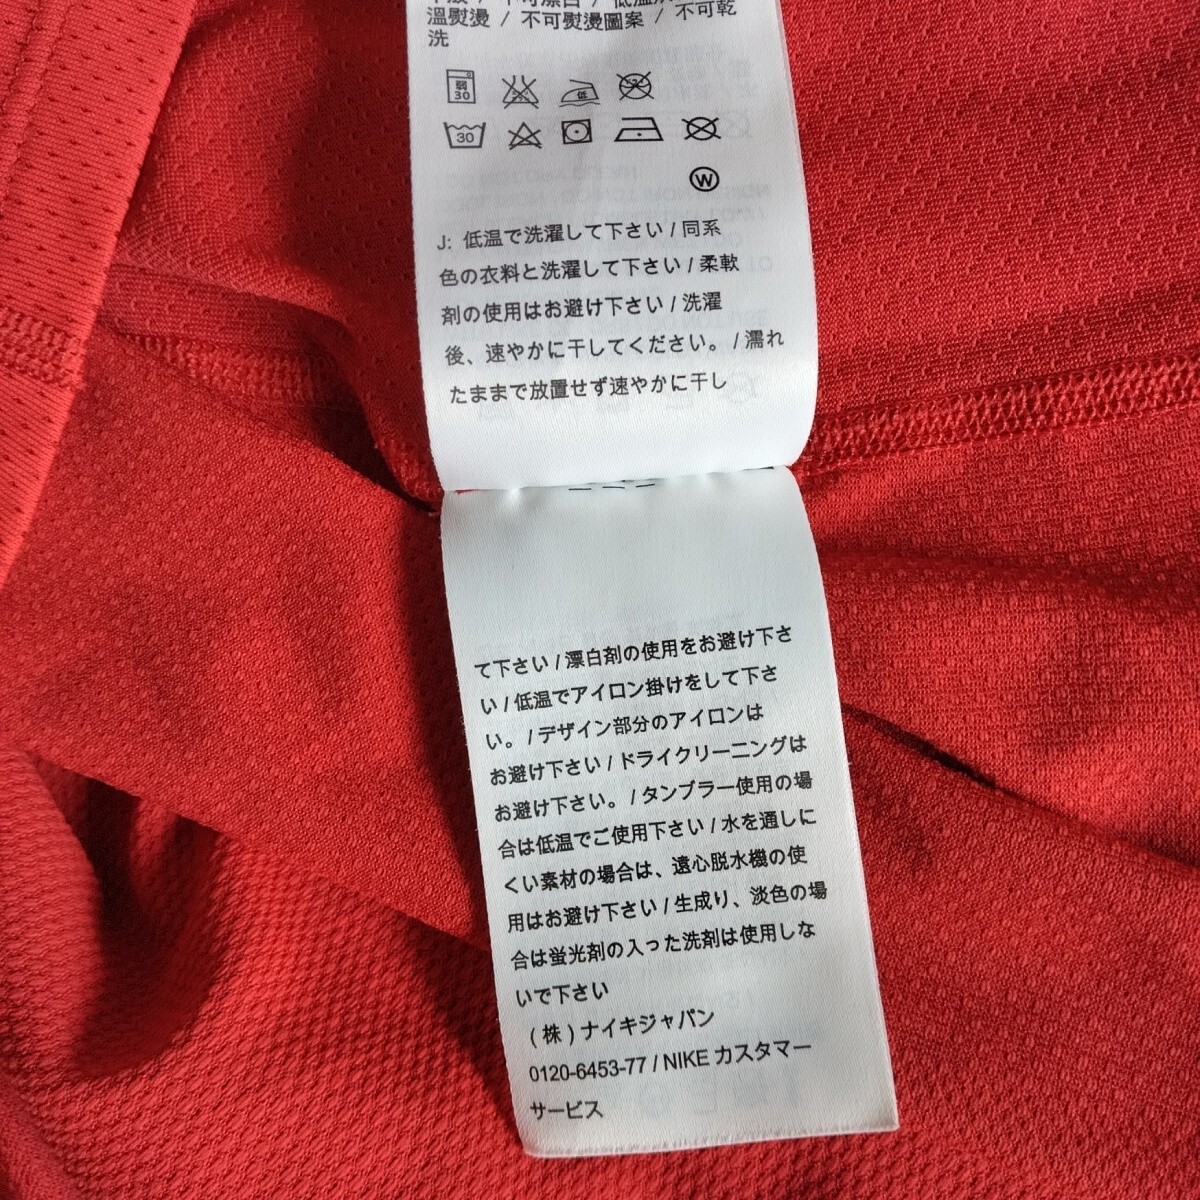 溫熨燙 / 不可熨燙圖案 / 不可乾
洗
弱
30
低
30
W
J: 低温で洗濯して下さい / 同系
色の衣料と洗濯して下さい / 柔軟
剤の使用はお避け下さい / 洗濯
後、速やかに干してください。 / 濡れ
たままで放置せず速やかに干し
て下さい / 漂白剤の使用をお避け下さ
い / 低温でアイロン掛けをして下さ
い。 / デザイン部分のアイロンは
お避け下さい / ドライクリーニングは
お避け下さい。 / タンブラー使用の場
合は低温でご使用下さい / 水を通しに
くい素材の場合は、遠心脱水機の使
用はお避け下さい / 生成り、淡色の場
合は蛍光剤の入った洗剤は使用しな
いで下さい
(株) ナイキジャパン
0120-6453-77 / NIKE カスタマー
サービス